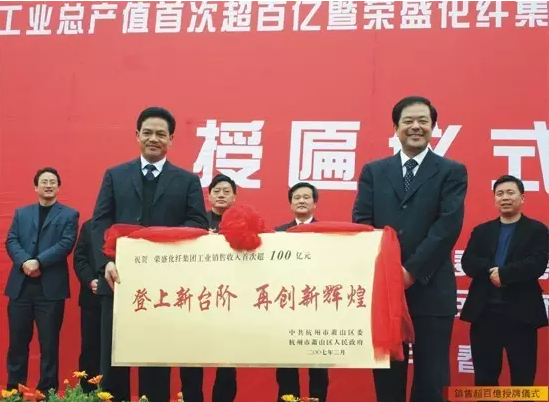 工业总产值首次超百亿暨荣盛化纤集
授匾仪式
祝贺 荣盛化纤集团工业销售收入首次超 100 亿元
登上新台阶 再创新辉煌
中共杭州市萧山区委
杭州市萧山区人民政府
二〇〇七年二月
銷售超百億授牌儀式